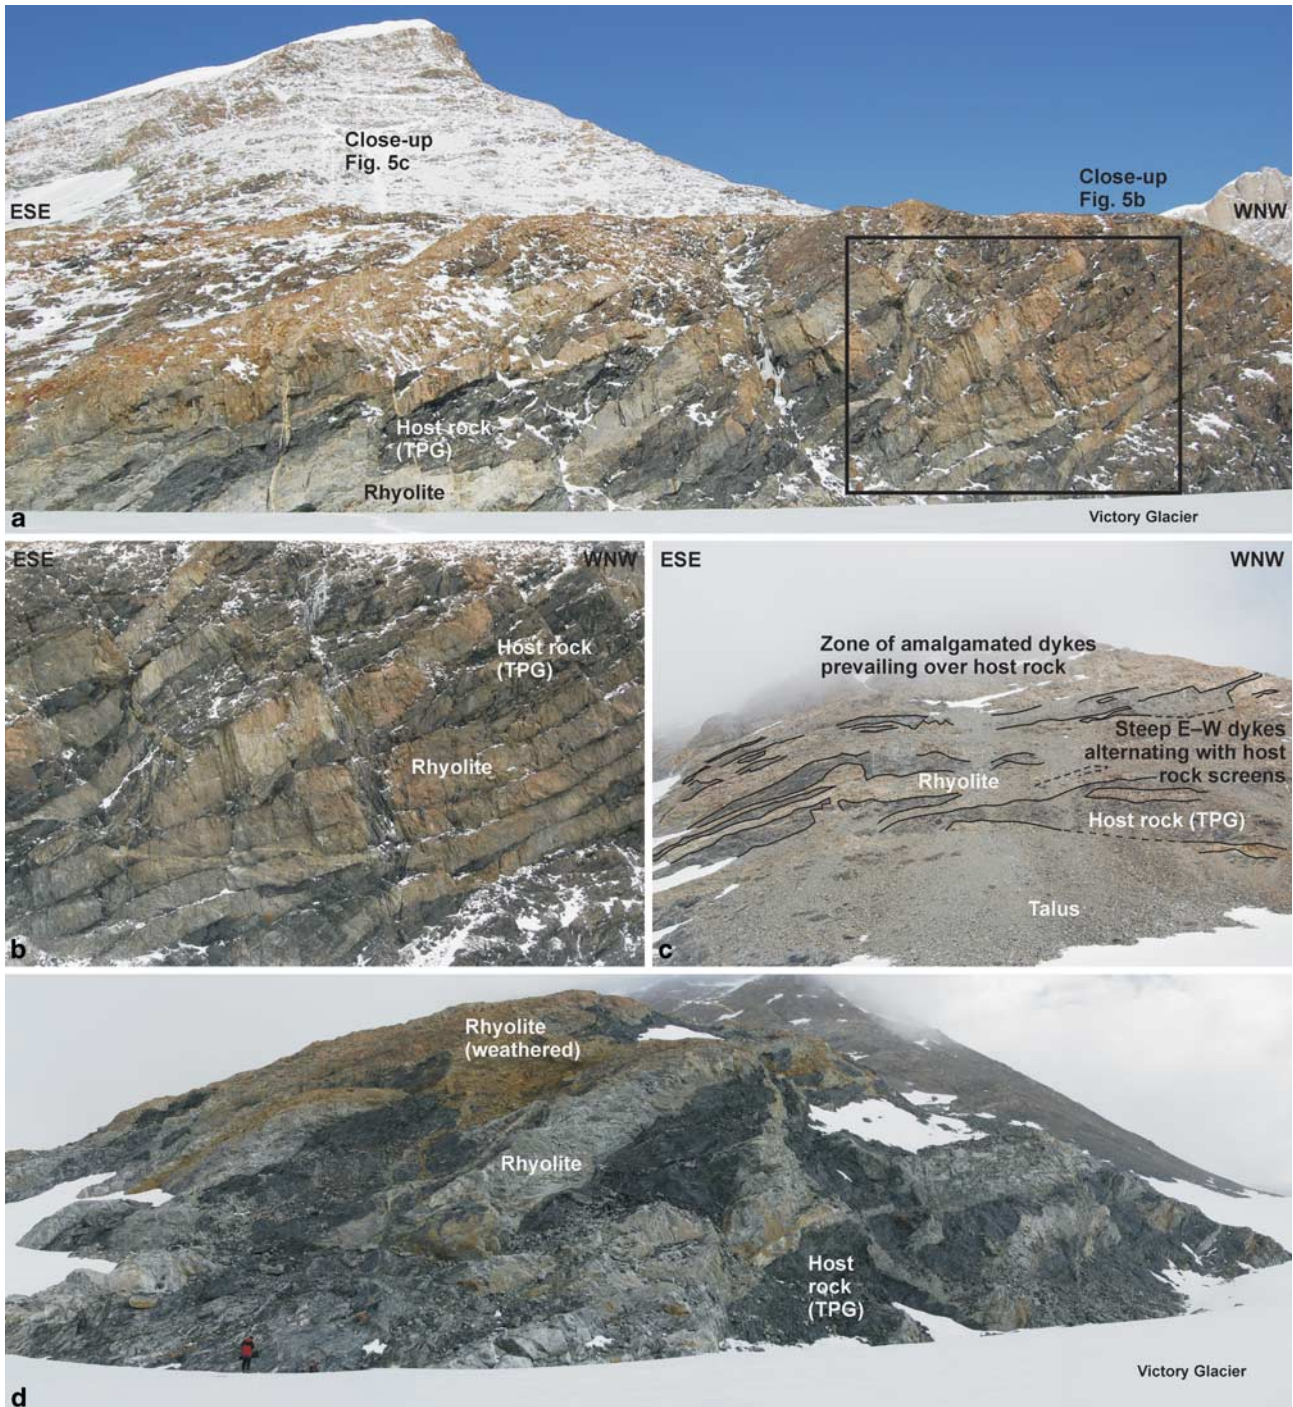 Close-up
Fig. 5c
Close-up
Fig. 5b
ESE
WNW
Host rock
(TPG)
Rhyolite
a
Victory Glacier
ESE
WNW
Host rock
(TPG)
Rhyolite
b
ESE
WNW
Zone of amalgamated dykes
prevailing over host rock
Steep E–W dykes
alternating with host
rock screens
Rhyolite
Host rock (TPG)
Talus
c
Rhyolite
(weathered)
Rhyolite
Host
rock
(TPG)
Victory Glacier
d